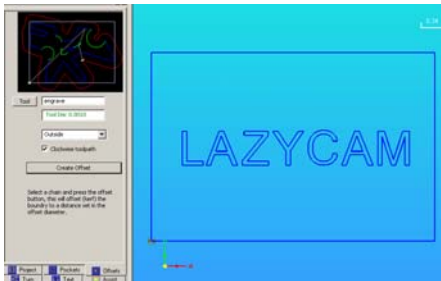 Tool
engrave
Tool Dia: 0.0010
Outside
Clockwise toolpath
Create Offset
Select a chain and press the offset
button, this will offset (kerf) the
boundry to a distance set in the
offset diameter.
LAZYCAM
Project
Pockets
Offsets
Turn
Text